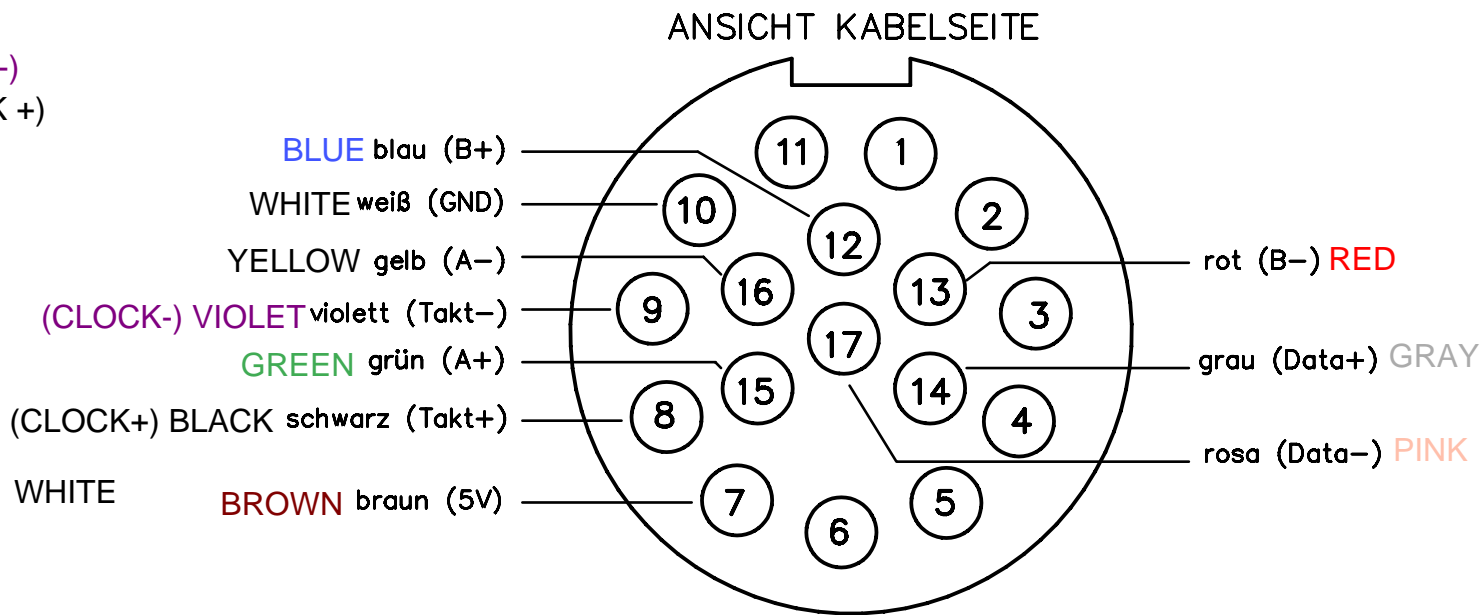 ANSICHT KABELSEITE
-)
K +)
BLUE blau (B+)
WHITE weiß (GND)
YELLOW gelb (A-)
(CLOCK-) VIOLET violett (Takt-)
GREEN grün (A+)
(CLOCK+) BLACK schwarz (Takt+)
WHITE
BROWN braun (5V)
11
1
10
2
12
16
13
9
3
17
15
14
8
4
7
5
6
rot (B-) RED
grau (Data+) GRAY
rosa (Data-) PINK